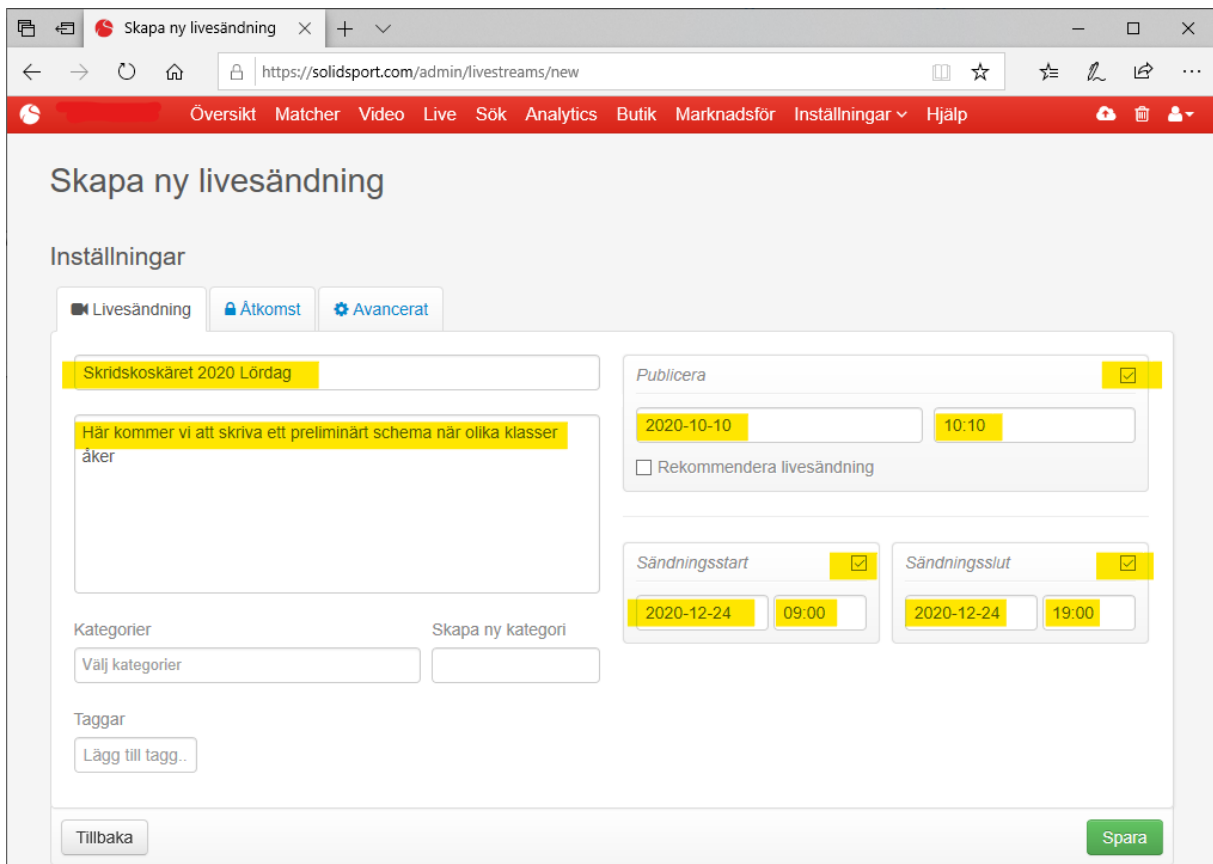 Skapa ny livesändning
https://solidsport.com/admin/livestreams/new
Översikt Matcher Video Live Sök Analytics Butik Marknadsför Inställningar Hjälp
Skapa ny livesändning
Inställningar
Livesändning Åtkomst Avancerat
Skridskoskäret 2020 Lördag
Här kommer vi att skriva ett preliminärt schema när olika klasser
åker
Publicera
2020-10-10 10:10
Rekommendera livesändning
Sändningsstart Sändningsslut
2020-12-24 09:00 2020-12-24 19:00
Kategorier Skapa ny kategori
Välj kategorier
Taggar
Lägg till tagg..
Tillbaka Spara